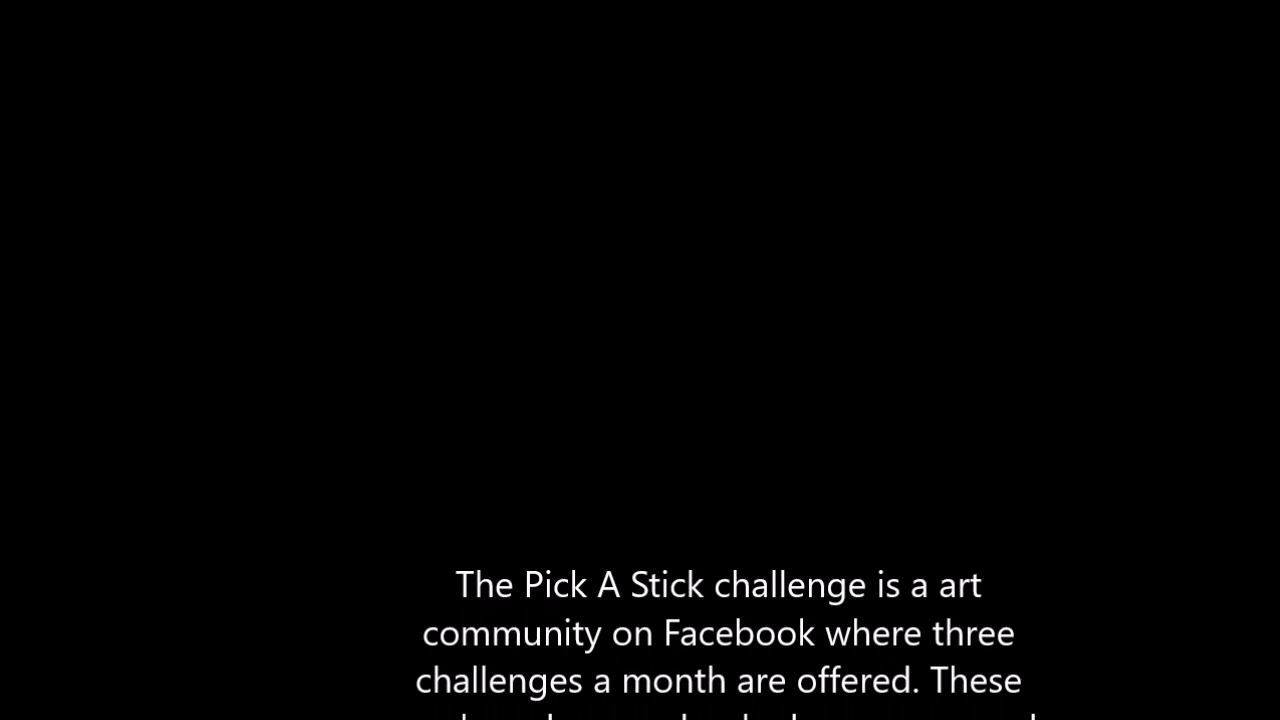 The Pick A Stick challenge is a art
community on Facebook where three
challenges a month are offered. These